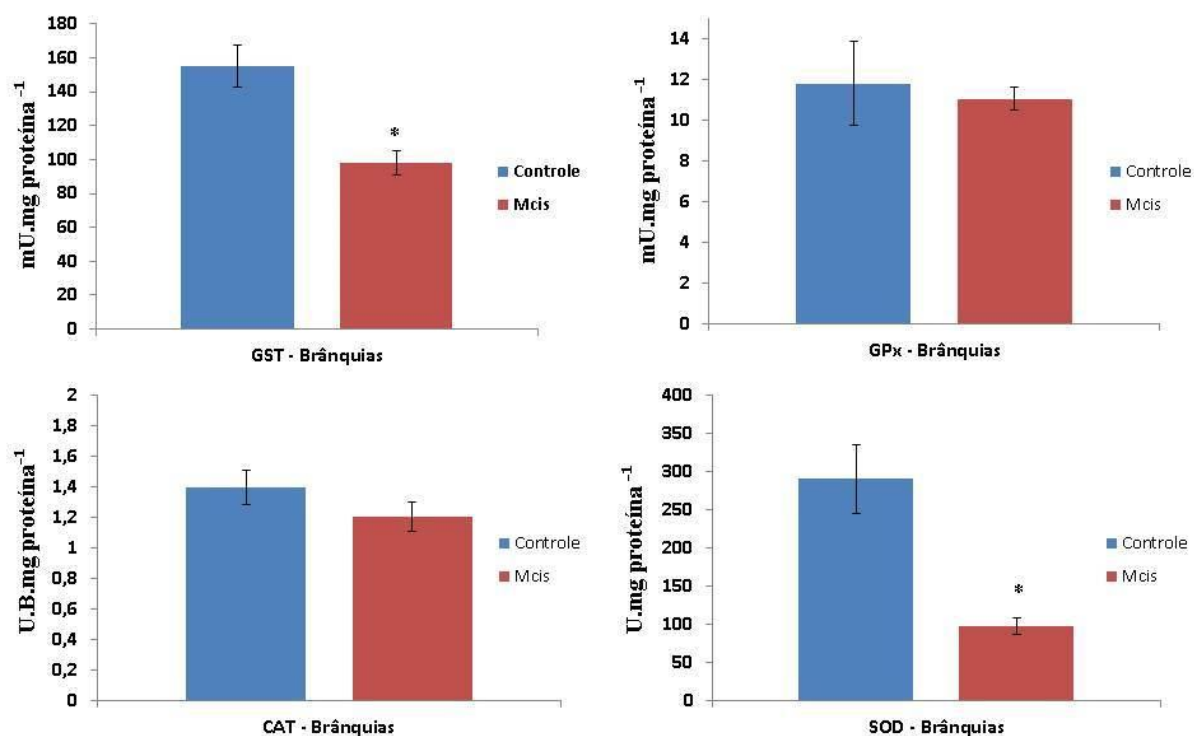 180
160
140
120
100
80
60
40
20
0
mU.mg proteína⁻¹
*
Controle
Mcis
GST - Brânquias
14
12
10
8
6
4
2
0
mU.mg proteína⁻¹
Controle
Mcis
GPx - Brânquias
2
1,8
1,6
1,4
1,2
1
0,8
0,6
0,4
0,2
0
U.B.mg proteína⁻¹
Controle
Mcis
CAT - Brânquias
400
350
300
250
200
150
100
50
0
U.mg proteína⁻¹
*
Controle
Mcis
SOD - Brânquias